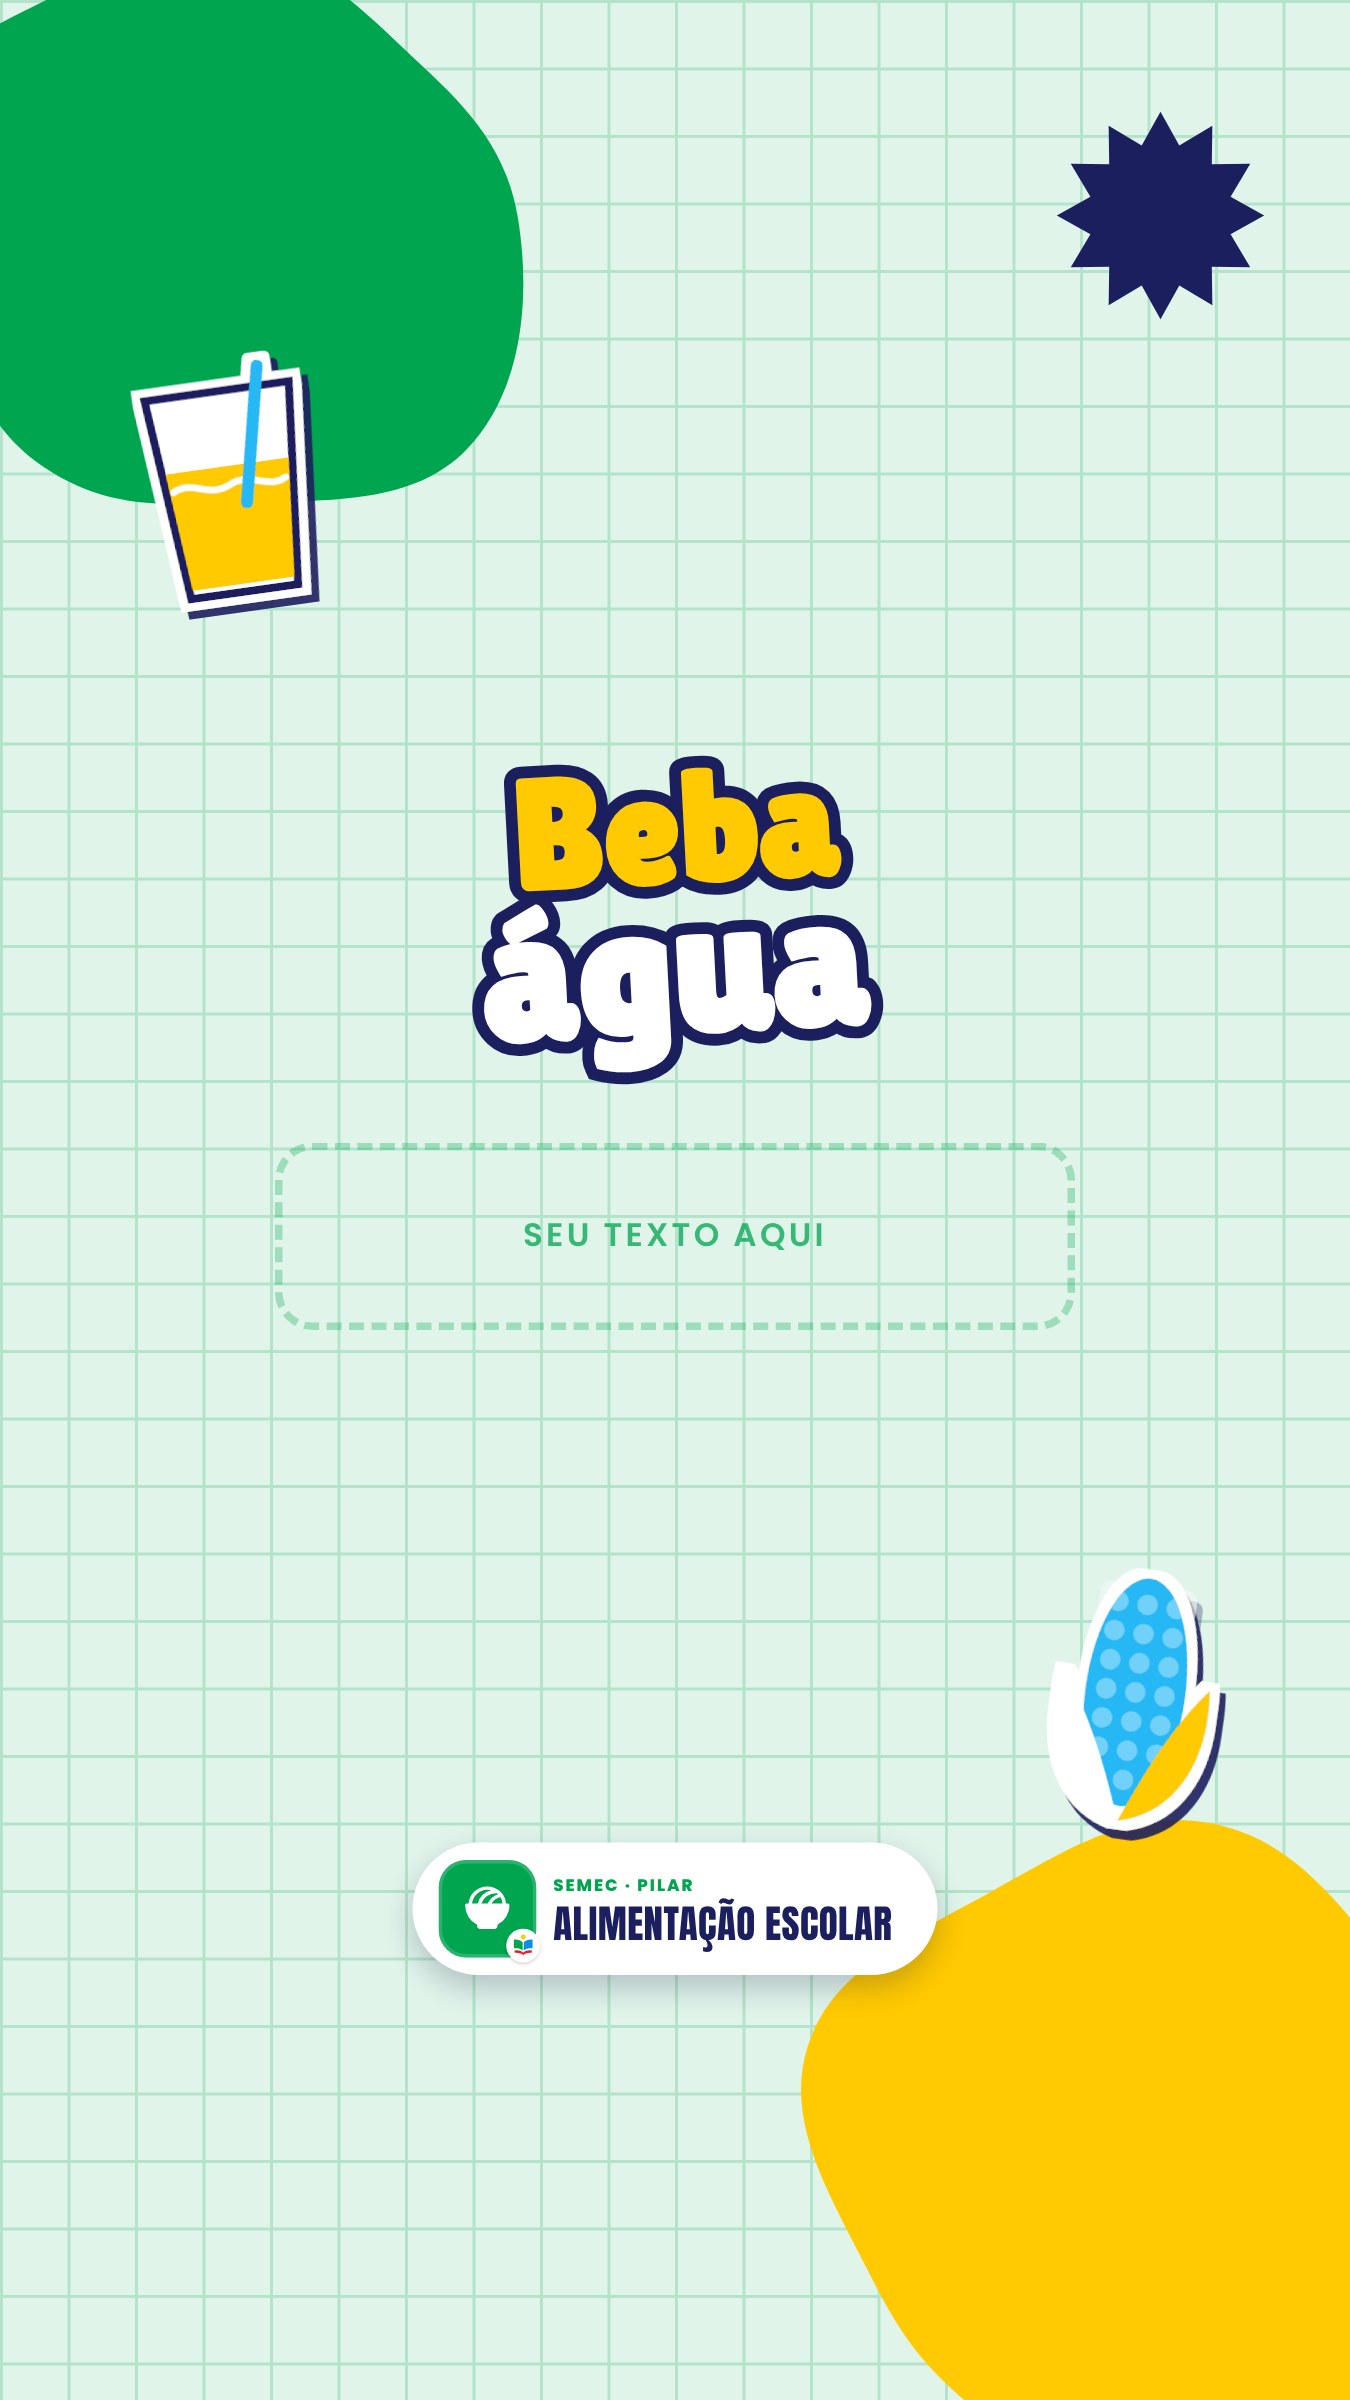 Beba
água
SEU TEXTO AQUI
SEMEC · PILAR
ALIMENTAÇÃO ESCOLAR